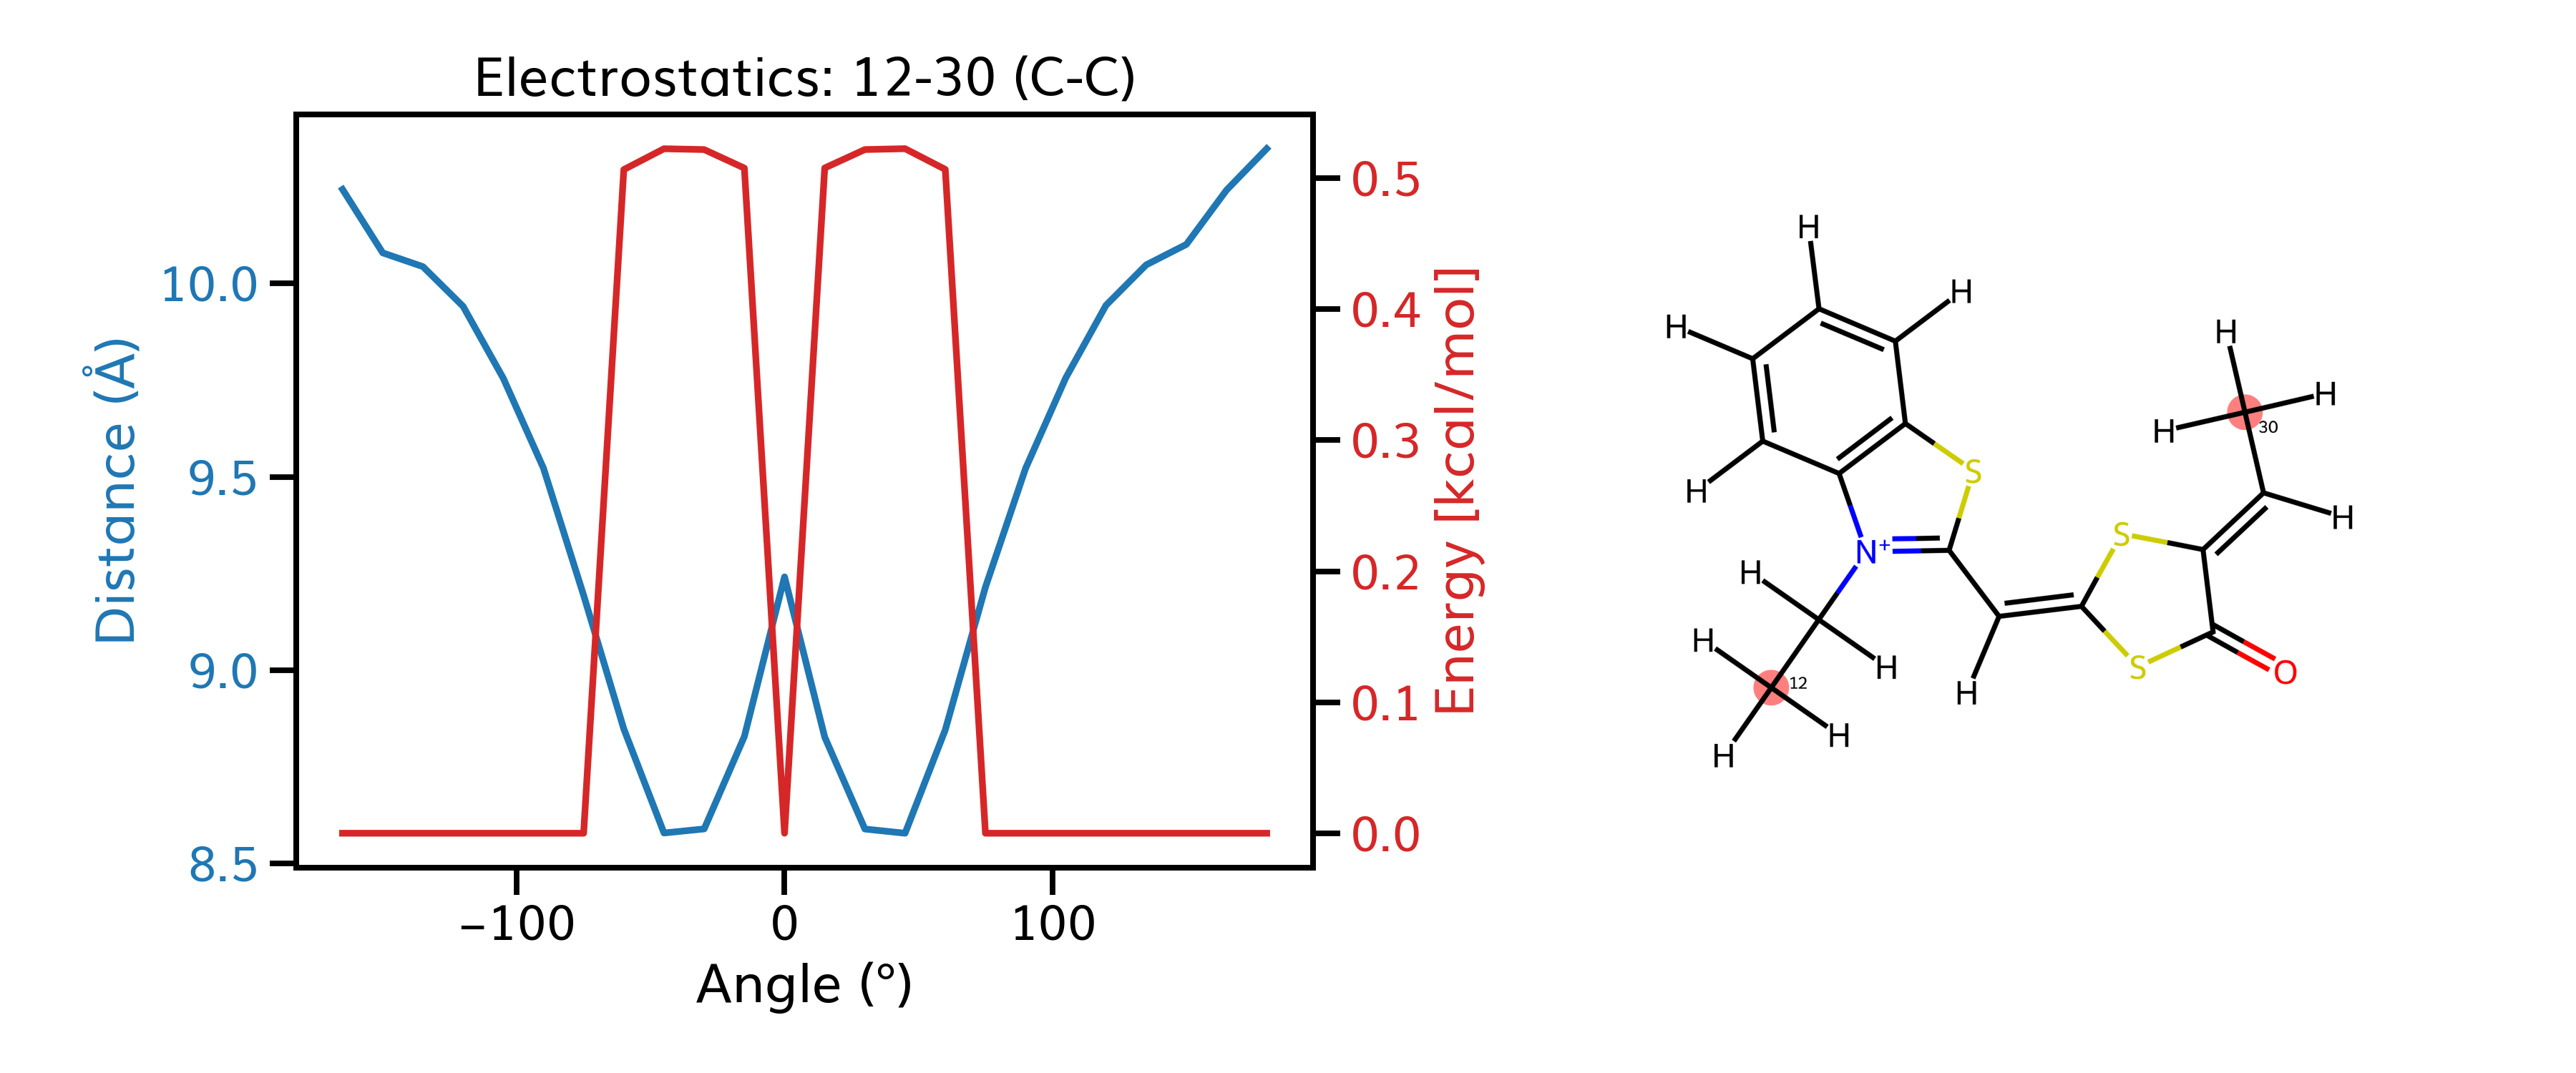 Electrostatics: 12-30 (C-C)
Distance (Å)
10.0
9.5
9.0
8.5
0.5
0.4
0.3
0.2
0.1
0.0
Energy [kcal/mol]
−100 0 100
Angle (°)
H
H
H
H
H
H
H
30
S
H
S
N⁺
H
H
H
S
O
12
H
H
H